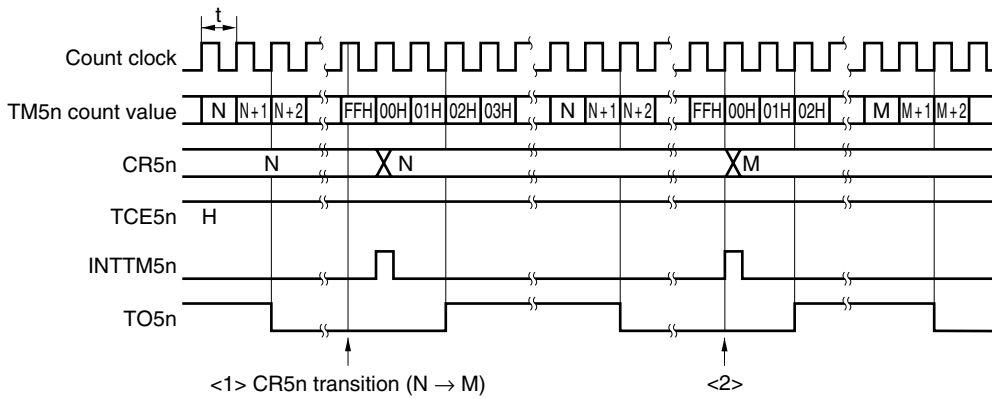 t
Count clock
TM5n count value N N+1 N+2 FFH 00H 01H 02H 03H N N+1 N+2 FFH 00H 01H 02H M M+1 M+2
CR5n N N M
TCE5n H
INTTM5n
TO5n
<1> CR5n transition (N → M) <2>